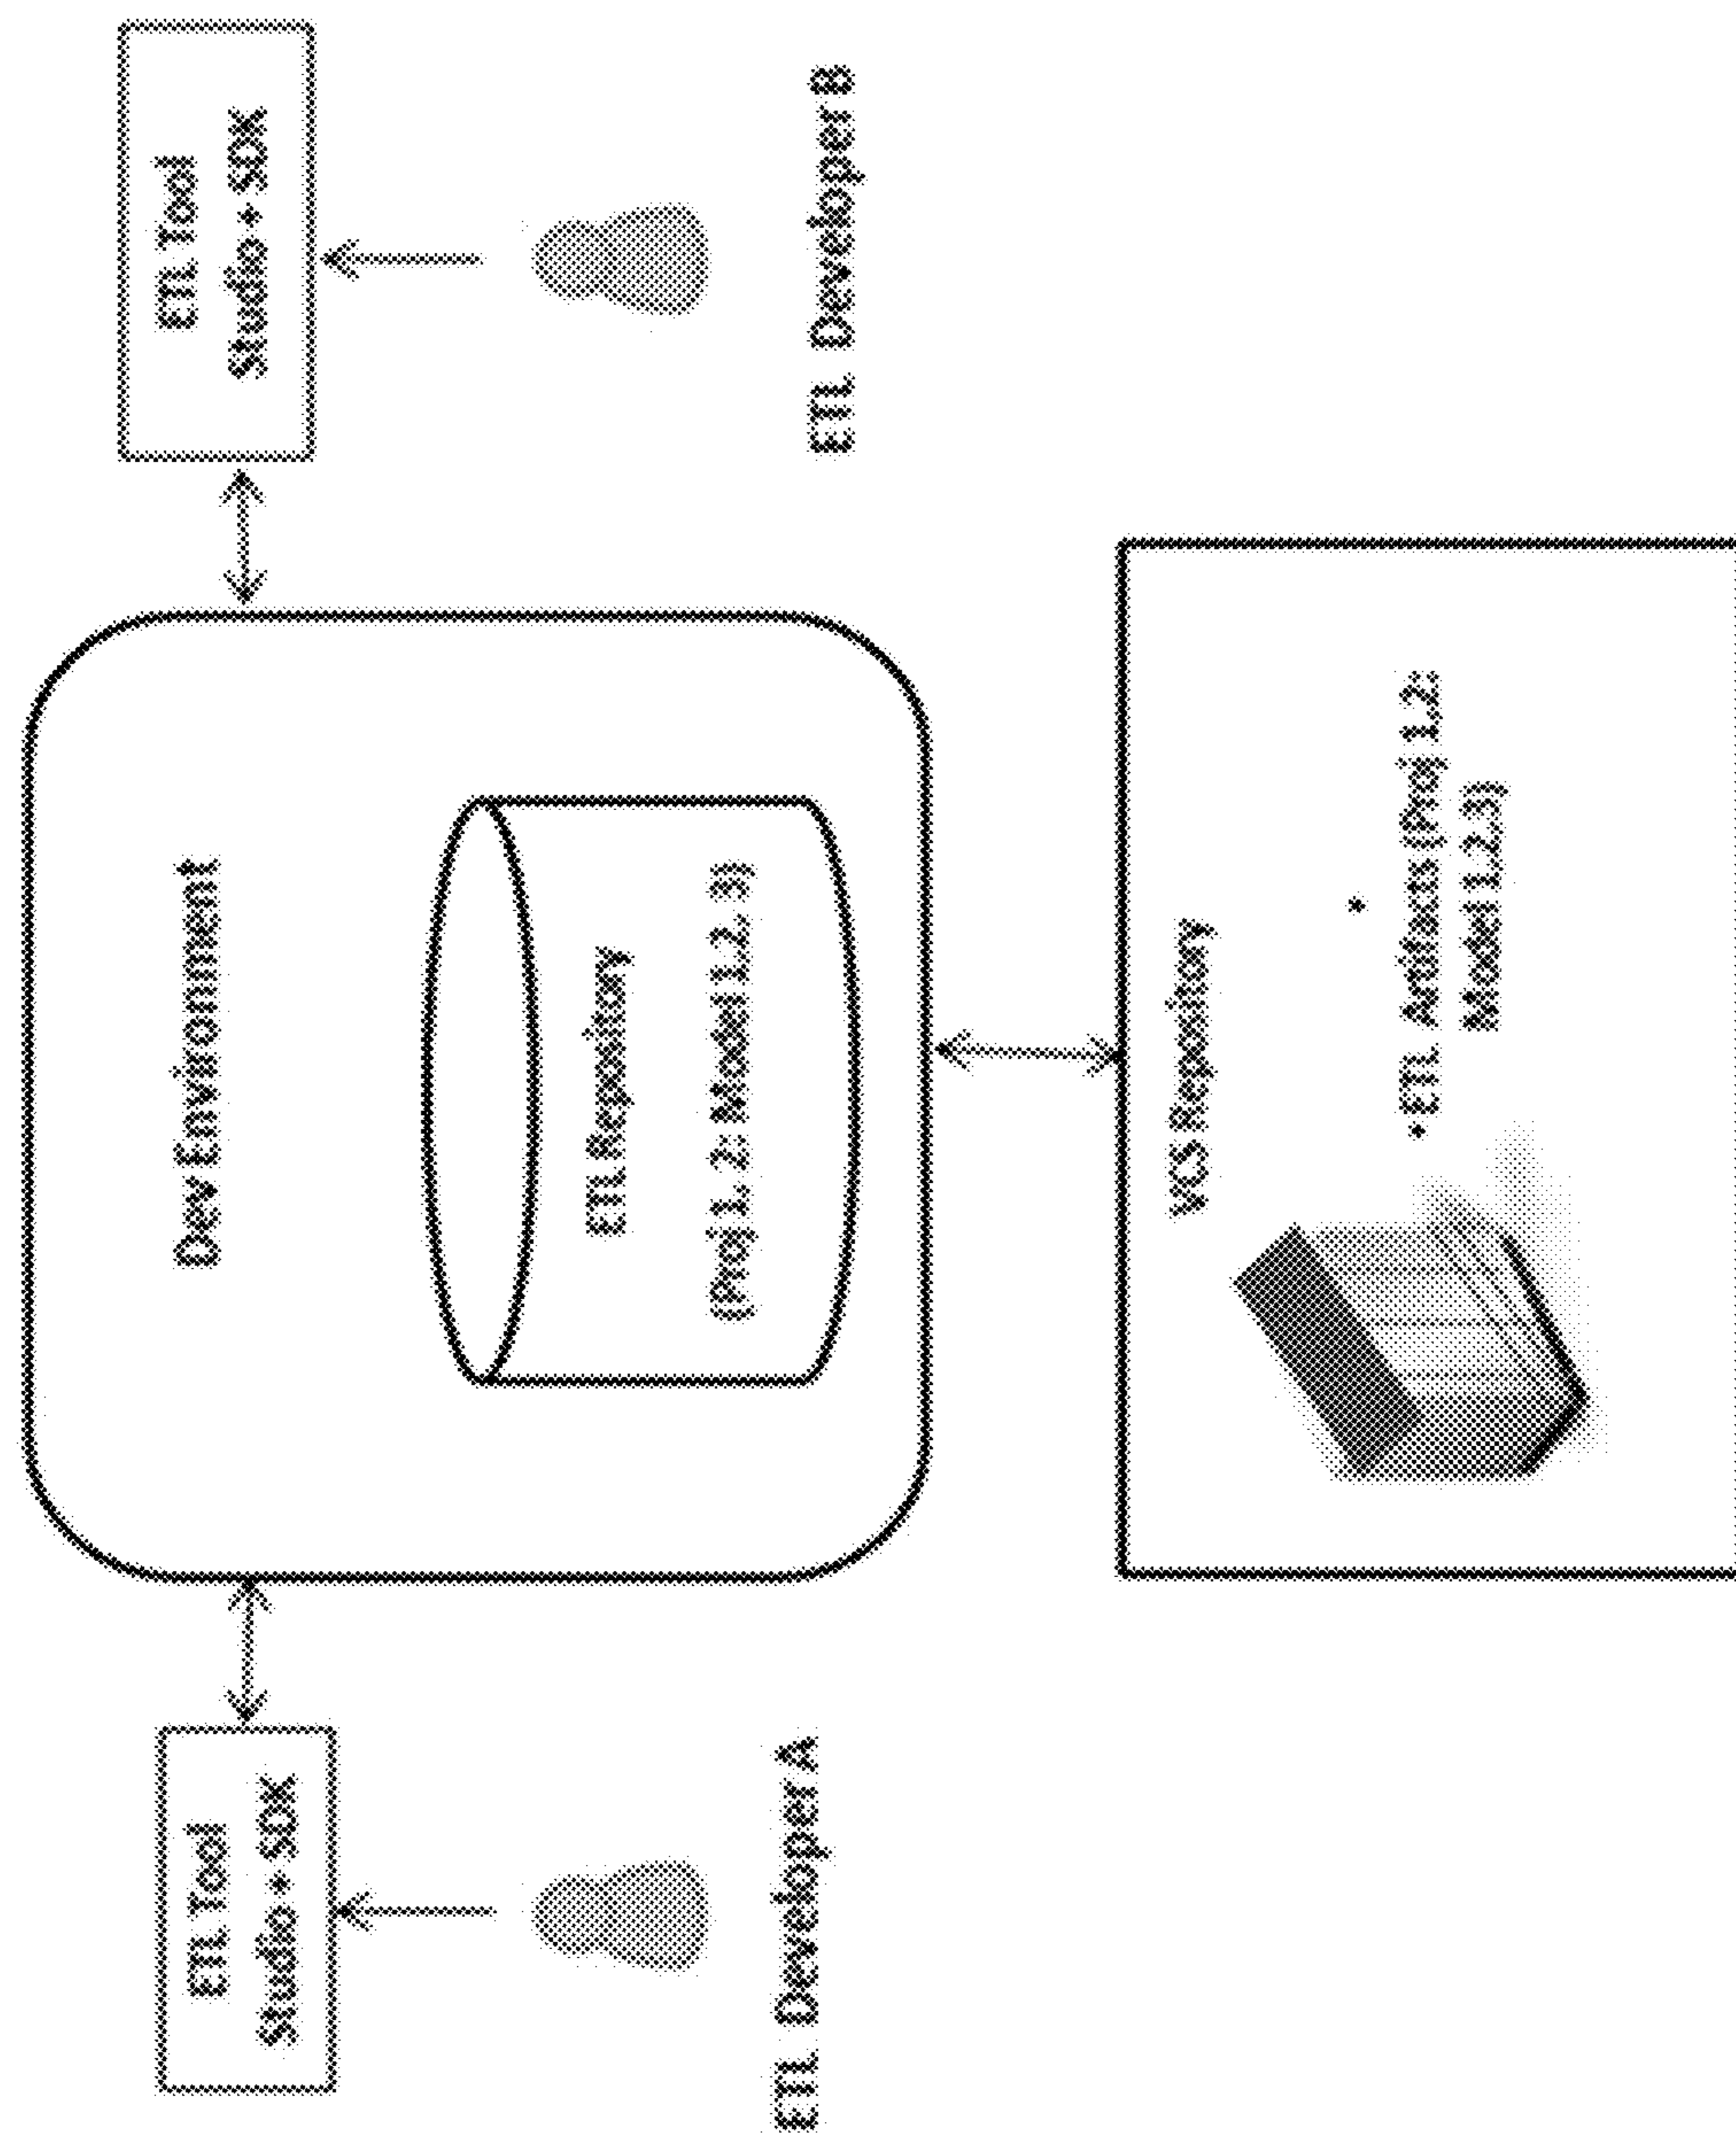 ETL Tool
Studio + SDK
ETL Developer A
Dev Environment
ETL Repository
(Proj 1, 2: Model 1,2, 3)
VCS Repository
•
•ETL Artifacts (Proj 1,2:
Model 1,2,3)
ETL Tool
Studio + SDK
ETL Developer B